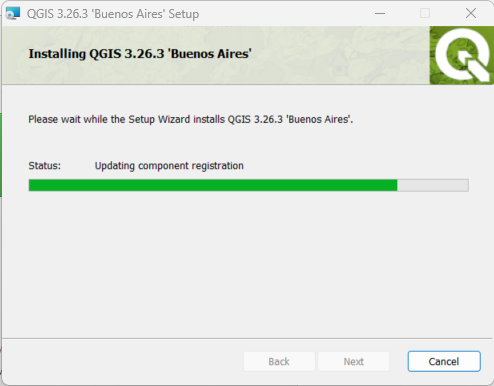 QGIS 3.26.3 'Buenos Aires' Setup
Installing QGIS 3.26.3 'Buenos Aires'
Please wait while the Setup Wizard installs QGIS 3.26.3 'Buenos Aires'.
Status: Updating component registration
Back Next Cancel